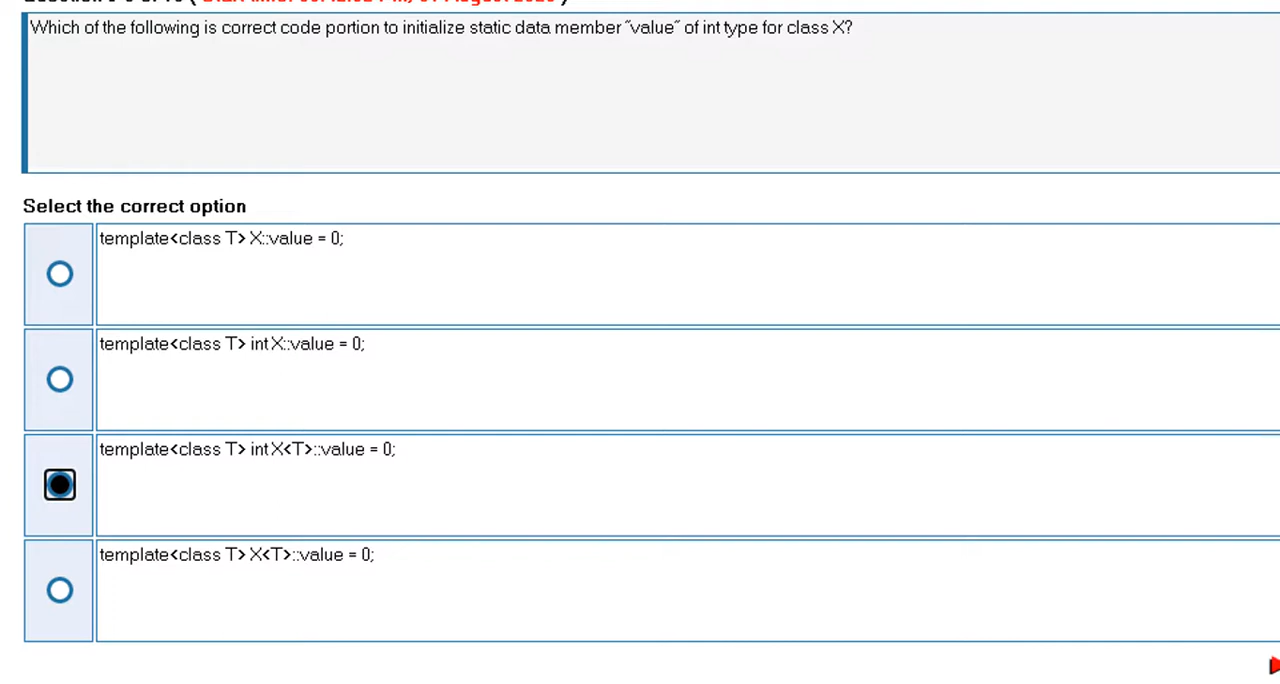 Which of the following is correct code portion to initialize static data member "value" of int type for class X?
Select the correct option
template<class T> X::value = 0;
template<class T> int X::value = 0;
template<class T> int X<T>::value = 0;
template<class T> X<T>::value = 0;